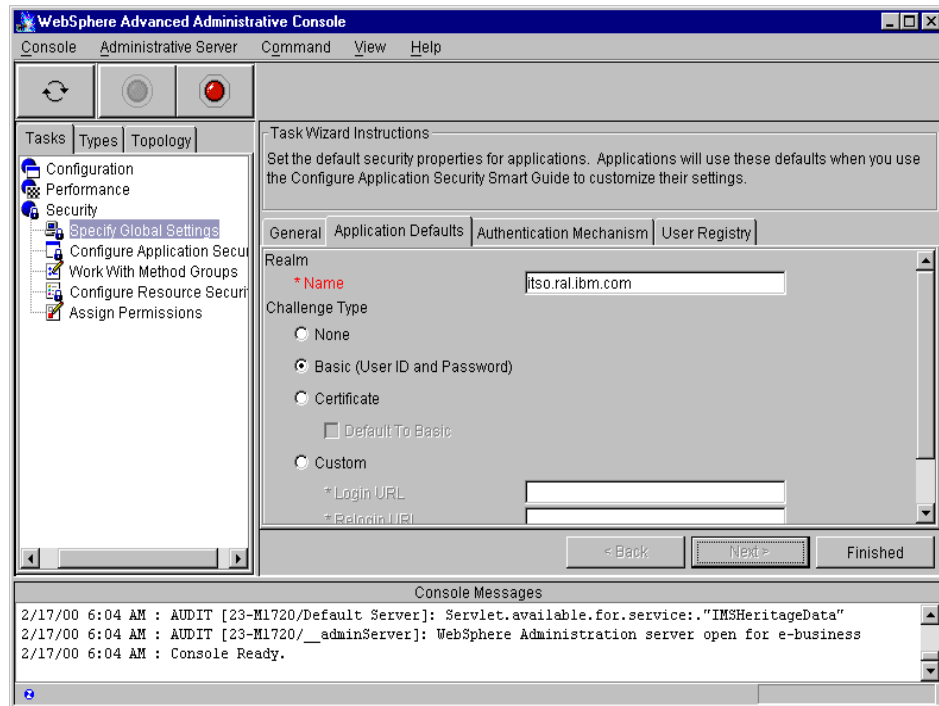 WebSphere Advanced Administrative Console
Console Administrative Server Command View Help
Tasks Types Topology
Configuration
Performance
Security
Specify Global Settings
Configure Application Secu
Work With Method Groups
Configure Resource Securi
Assign Permissions
Task Wizard Instructions
Set the default security properties for applications. Applications will use these defaults when you use
the Configure Application Security Smart Guide to customize their settings.
General Application Defaults Authentication Mechanism User Registry
Realm
* Name itso.ral.ibm.com
Challenge Type
None
Basic (User ID and Password)
Certificate
Default To Basic
Custom
* Login URL
* Relogin URL
< Back Next > Finished
Console Messages
2/17/00 6:04 AM : AUDIT [23-M1720/Default Server]: Servlet.available.for.service:."IMSHeritageData"
2/17/00 6:04 AM : AUDIT [23-M1720/__adminServer]: WebSphere Administration server open for e-business
2/17/00 6:04 AM : Console Ready.